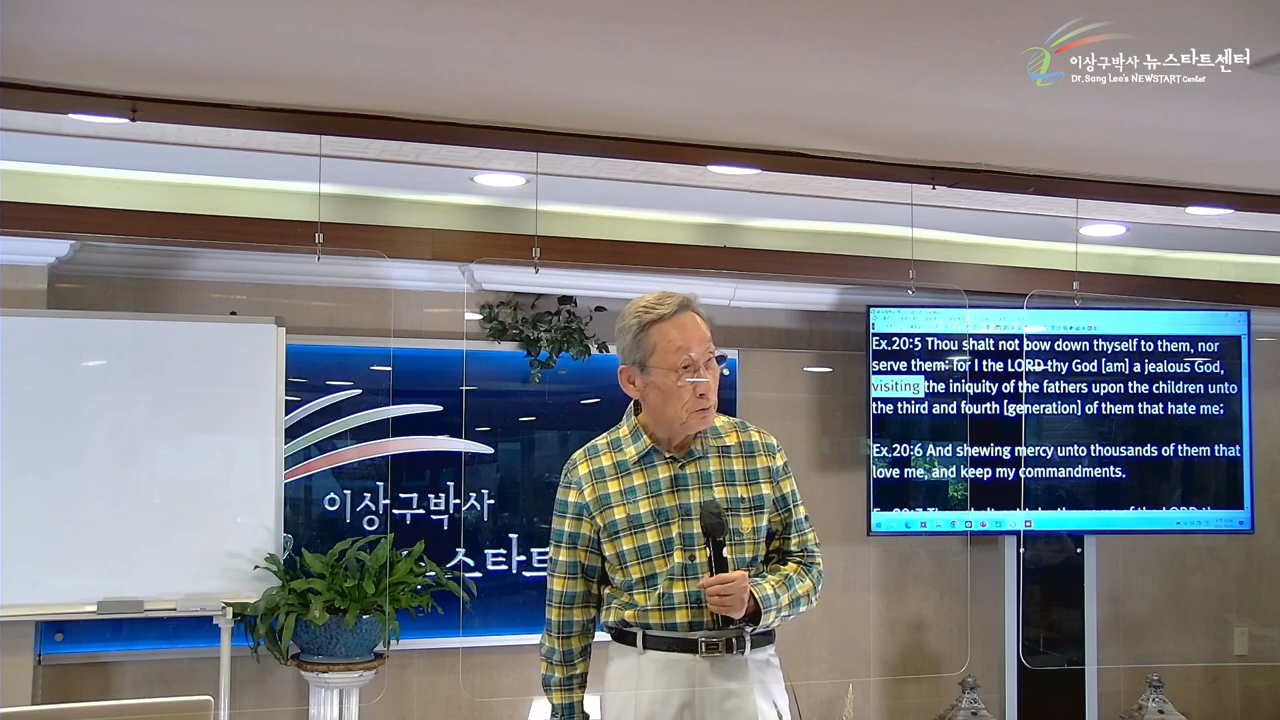 이상구박사 뉴스타트센터
Dr. Sang Lee's NEWSTART Center
Ex.20:5 Thou shalt not bow down thyself to them, nor
serve them: for I the LORD thy God [am] a jealous God,
visiting the iniquity of the fathers upon the children unto
the third and fourth [generation] of them that hate me;
Ex.20:6 And shewing mercy unto thousands of them that
love me, and keep my commandments.
이상구박사
스타트